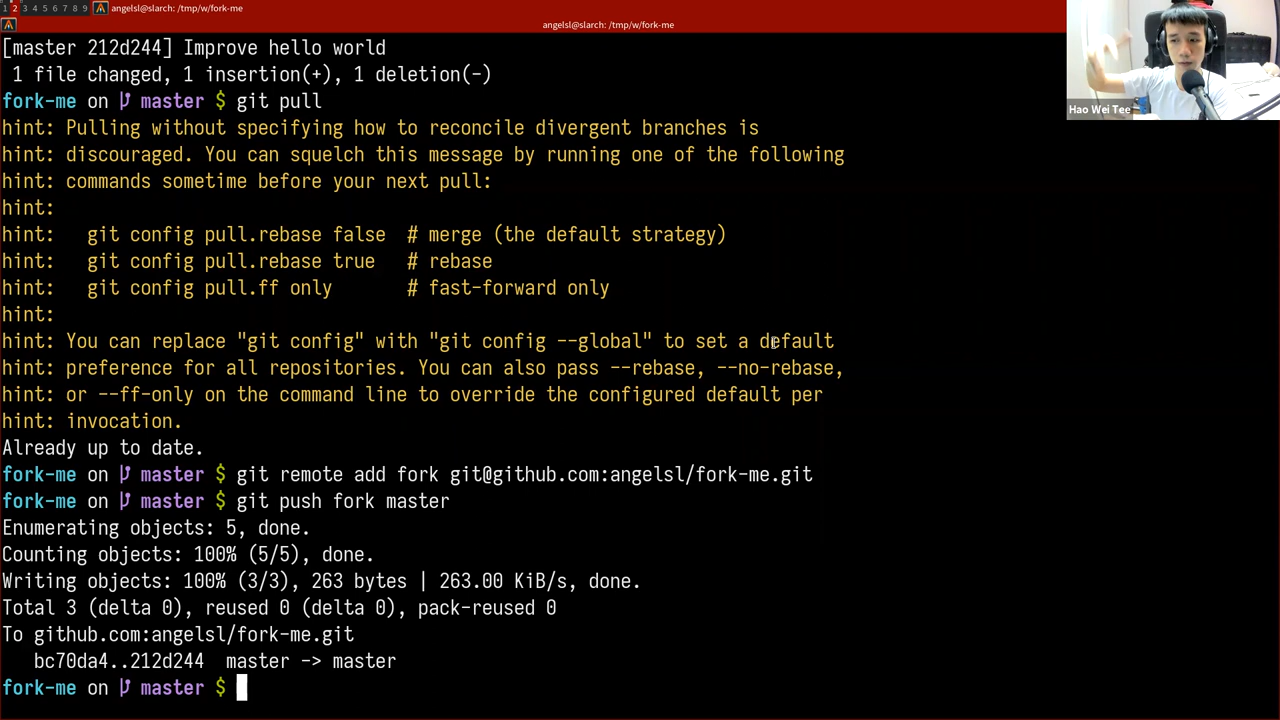 1 2 3 4 5 6 7 8 9 angelsl@slarch: /tmp/w/fork-me
angelsl@slarch: /tmp/w/fork-me
[master 212d244] Improve hello world
1 file changed, 1 insertion(+), 1 deletion(-)
fork-me on master $ git pull
hint: Pulling without specifying how to reconcile divergent branches is
hint: discouraged. You can squelch this message by running one of the following
hint: commands sometime before your next pull:
hint:
hint:   git config pull.rebase false  # merge (the default strategy)
hint:   git config pull.rebase true   # rebase
hint:   git config pull.ff only       # fast-forward only
hint:
hint: You can replace "git config" with "git config --global" to set a default
hint: preference for all repositories. You can also pass --rebase, --no-rebase,
hint: or --ff-only on the command line to override the configured default per
hint: invocation.
Already up to date.
fork-me on master $ git remote add fork git@github.com:angelsl/fork-me.git
fork-me on master $ git push fork master
Enumerating objects: 5, done.
Counting objects: 100% (5/5), done.
Writing objects: 100% (3/3), 263 bytes | 263.00 KiB/s, done.
Total 3 (delta 0), reused 0 (delta 0), pack-reused 0
To github.com:angelsl/fork-me.git
   bc70da4..212d244  master -> master
fork-me on master $
Hao Wei Tee